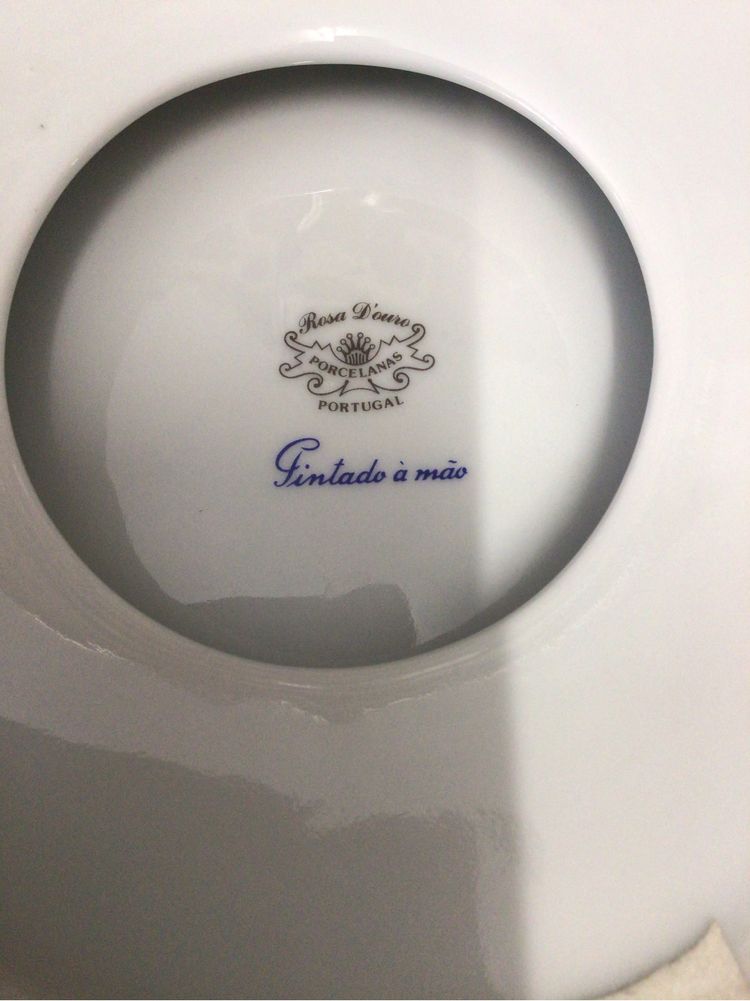 Rosa D'ouro
PORCELANAS
PORTUGAL
Pintado à mão